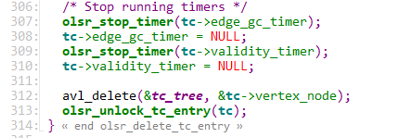 306: /* Stop running timers */
307: olsr_stop_timer(tc->edge_gc_timer);
308: tc->edge_gc_timer = NULL;
309: olsr_stop_timer(tc->validity_timer);
310: tc->validity_timer = NULL;
311:
312: avl_delete(&tc_tree, &tc->vertex_node);
313: olsr_unlock_tc_entry(tc);
314: } « end olsr_delete_tc_entry »